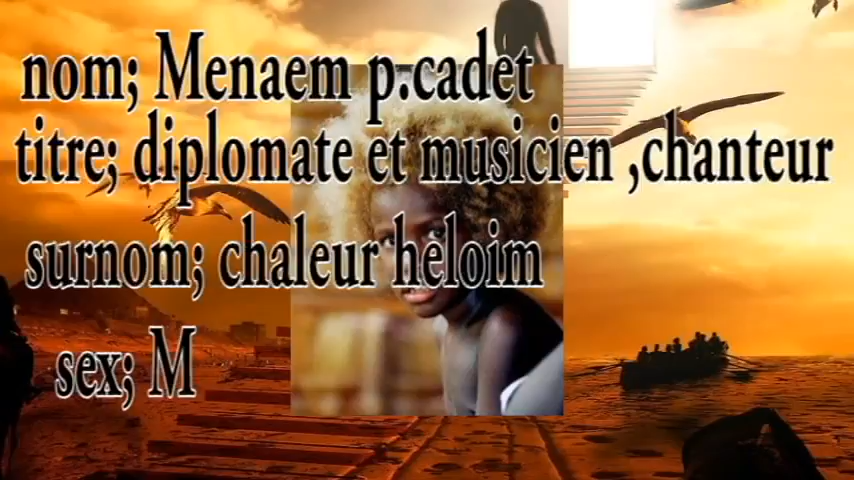 nom; Menaem p.cadet
titre; diplomate et musicien ,chanteur
surnom; chaleur heloim
sex; M